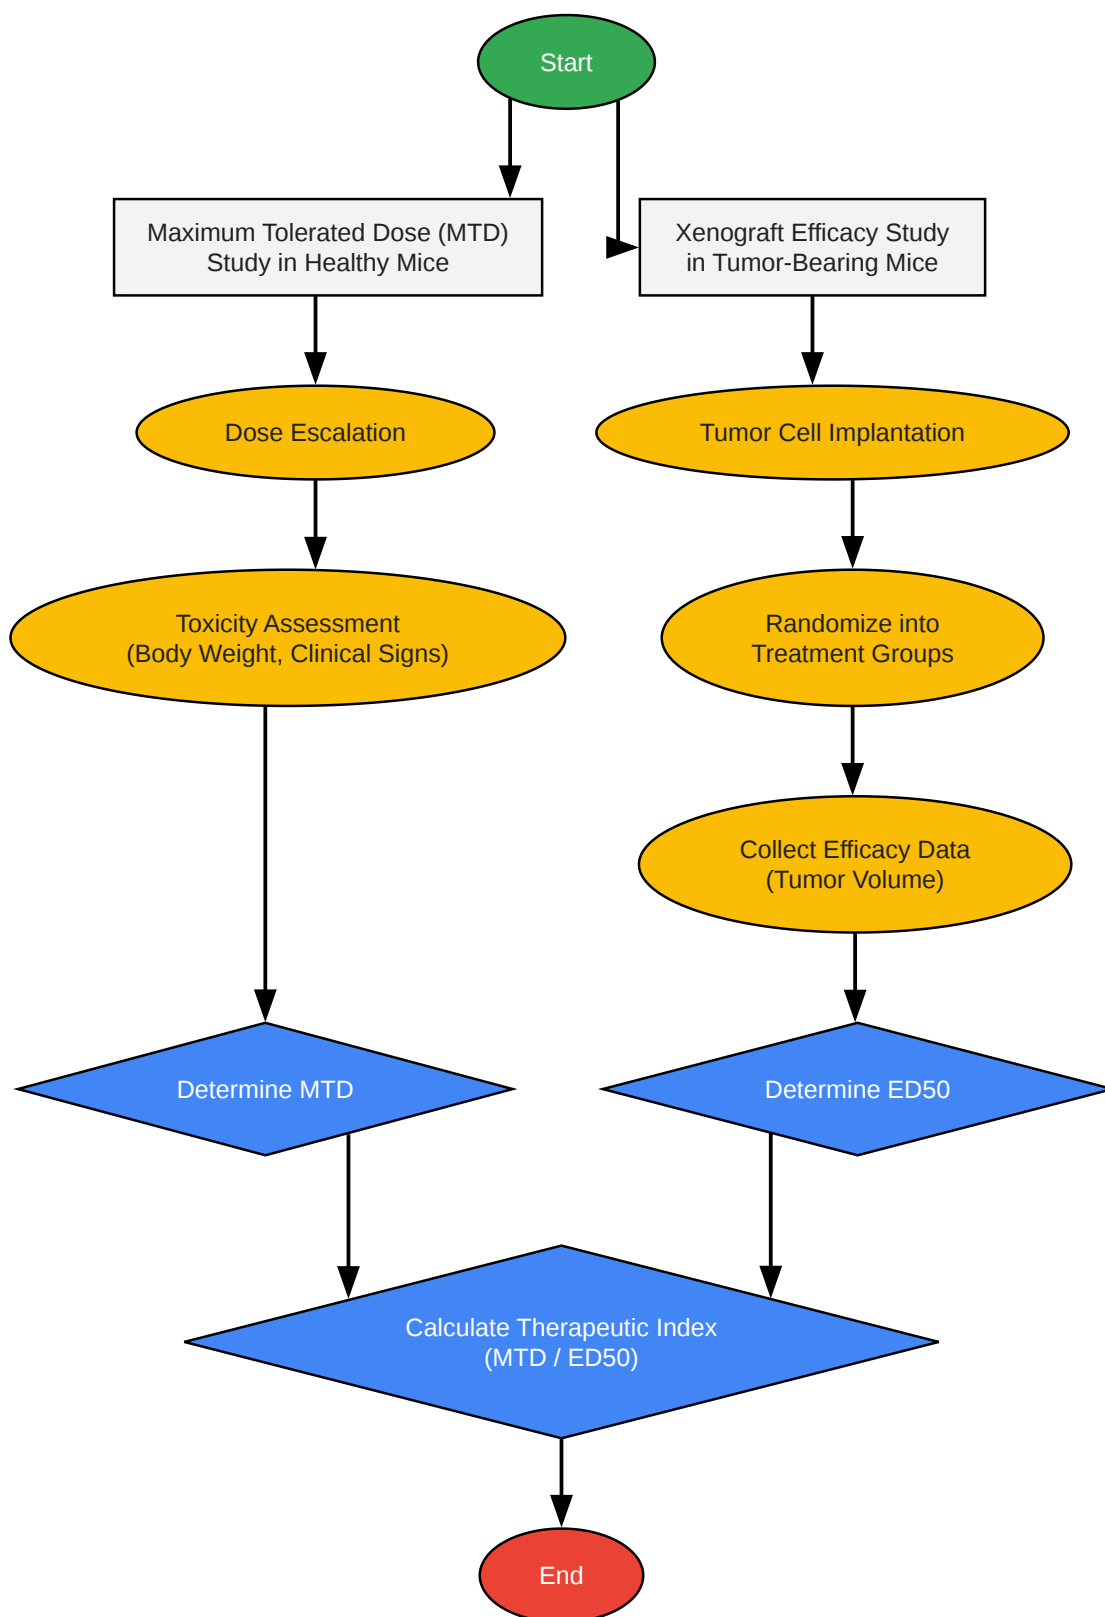 Start
Maximum Tolerated Dose (MTD)
Study in Healthy Mice
Xenograft Efficacy Study
in Tumor-Bearing Mice
Dose Escalation
Tumor Cell Implantation
Toxicity Assessment
(Body Weight, Clinical Signs)
Randomize into
Treatment Groups
Collect Efficacy Data
(Tumor Volume)
Determine MTD
Determine ED50
Calculate Therapeutic Index
(MTD / ED50)
End